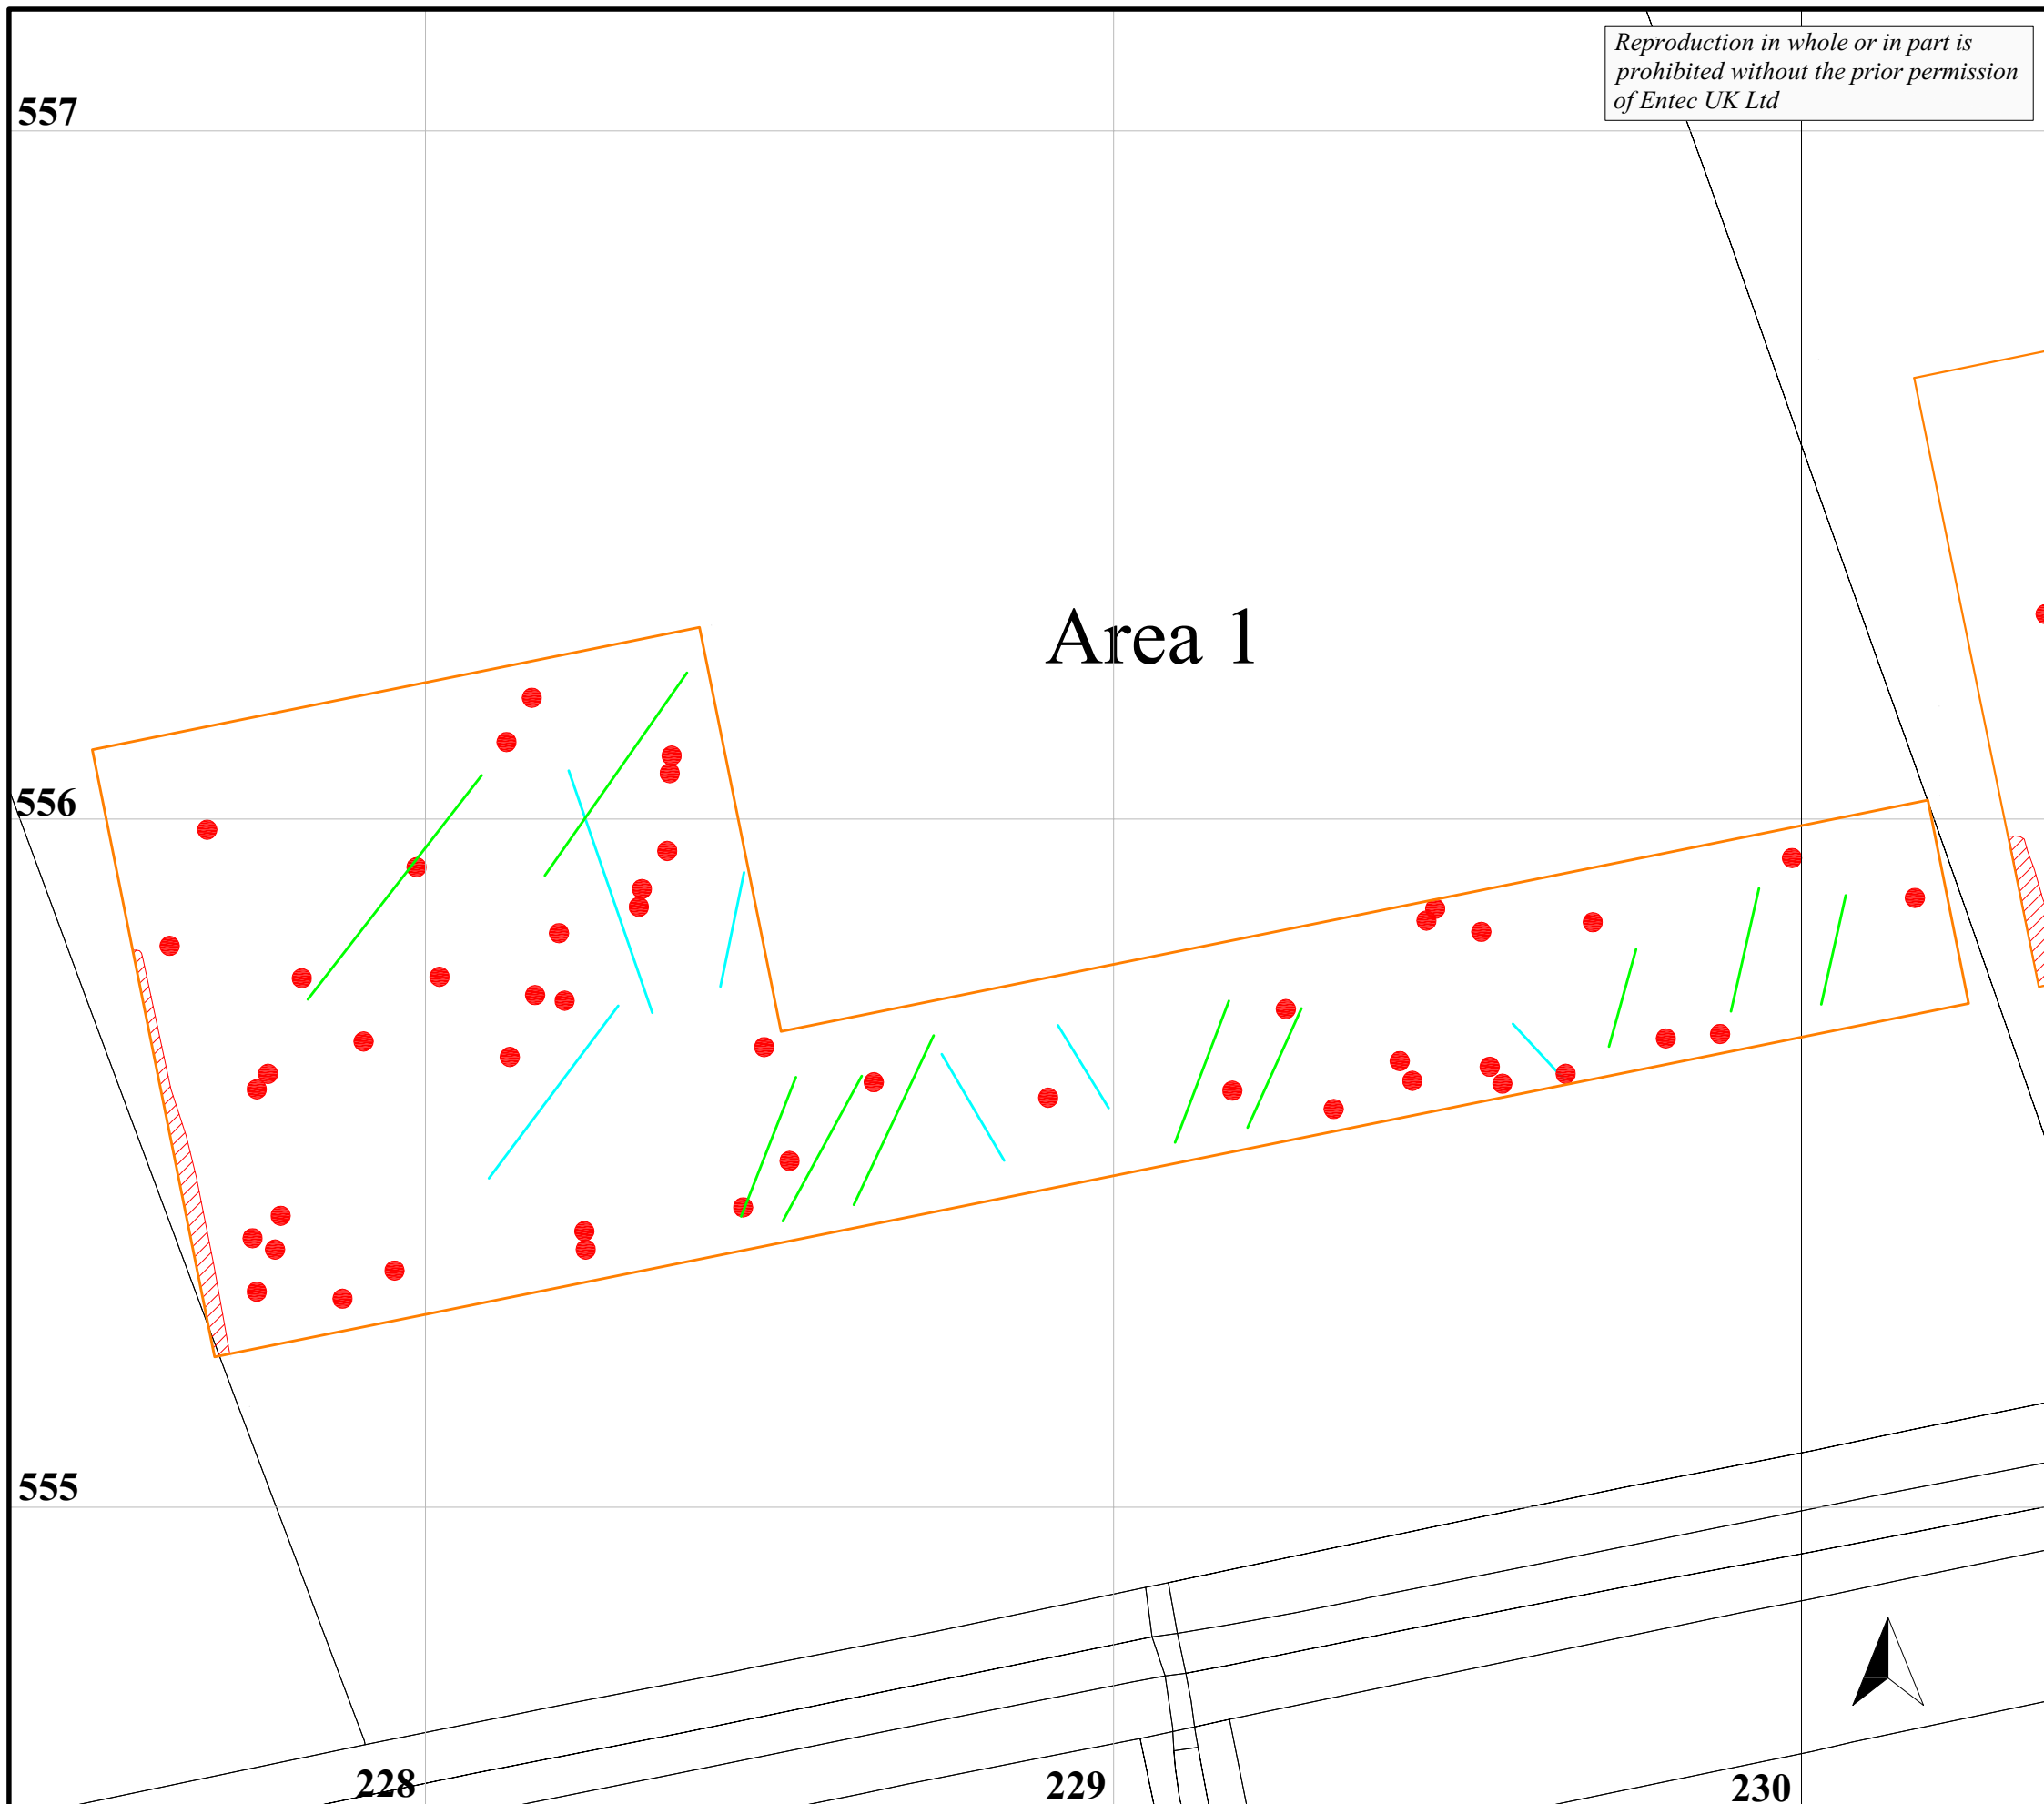 Reproduction in whole or in part is
prohibited without the prior permission
of Entec UK Ltd
557
Area 1
556
555
228
229
230